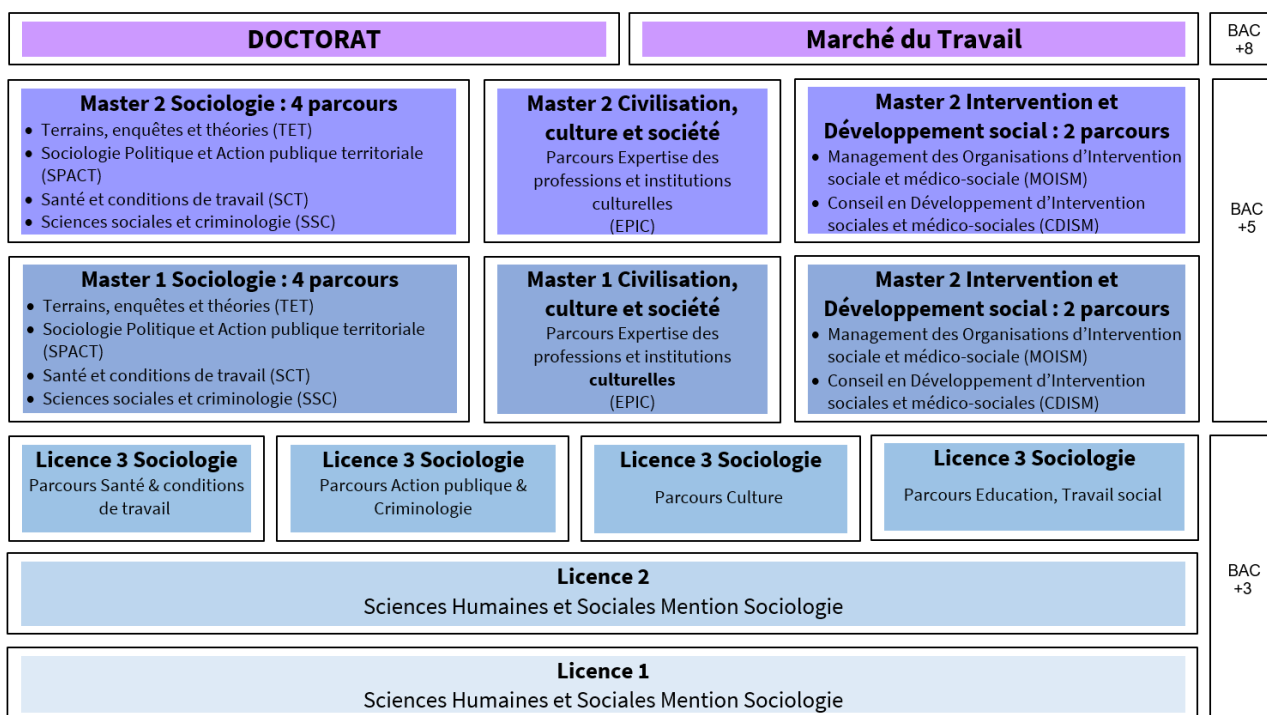 DOCTORAT
Marché du Travail
BAC
+8
Master 2 Sociologie : 4 parcours
• Terrains, enquêtes et théories (TET)
• Sociologie Politique et Action publique territoriale
(SPACT)
• Santé et conditions de travail (SCT)
• Sciences sociales et criminologie (SSC)
Master 2 Civilisation,
culture et société
Parcours Expertise des
professions et institutions
culturelles
(EPIC)
Master 2 Intervention et
Développement social : 2 parcours
• Management des Organisations d’Intervention
sociale et médico-sociale (MOISM)
• Conseil en Développement d’Intervention
sociales et médico-sociales (CDISM)
BAC
+5
Master 1 Sociologie : 4 parcours
• Terrains, enquêtes et théories (TET)
• Sociologie Politique et Action publique territoriale
(SPACT)
• Santé et conditions de travail (SCT)
• Sciences sociales et criminologie (SSC)
Master 1 Civilisation,
culture et société
Parcours Expertise des
professions et institutions
culturelles
(EPIC)
Master 2 Intervention et
Développement social : 2 parcours
• Management des Organisations d’Intervention
sociale et médico-sociale (MOISM)
• Conseil en Développement d’Intervention
sociales et médico-sociales (CDISM)
Licence 3 Sociologie
Parcours Santé & conditions
de travail
Licence 3 Sociologie
Parcours Action publique &
Criminologie
Licence 3 Sociologie
Parcours Culture
Licence 3 Sociologie
Parcours Education, Travail social
BAC
+3
Licence 2
Sciences Humaines et Sociales Mention Sociologie
Licence 1
Sciences Humaines et Sociales Mention Sociologie